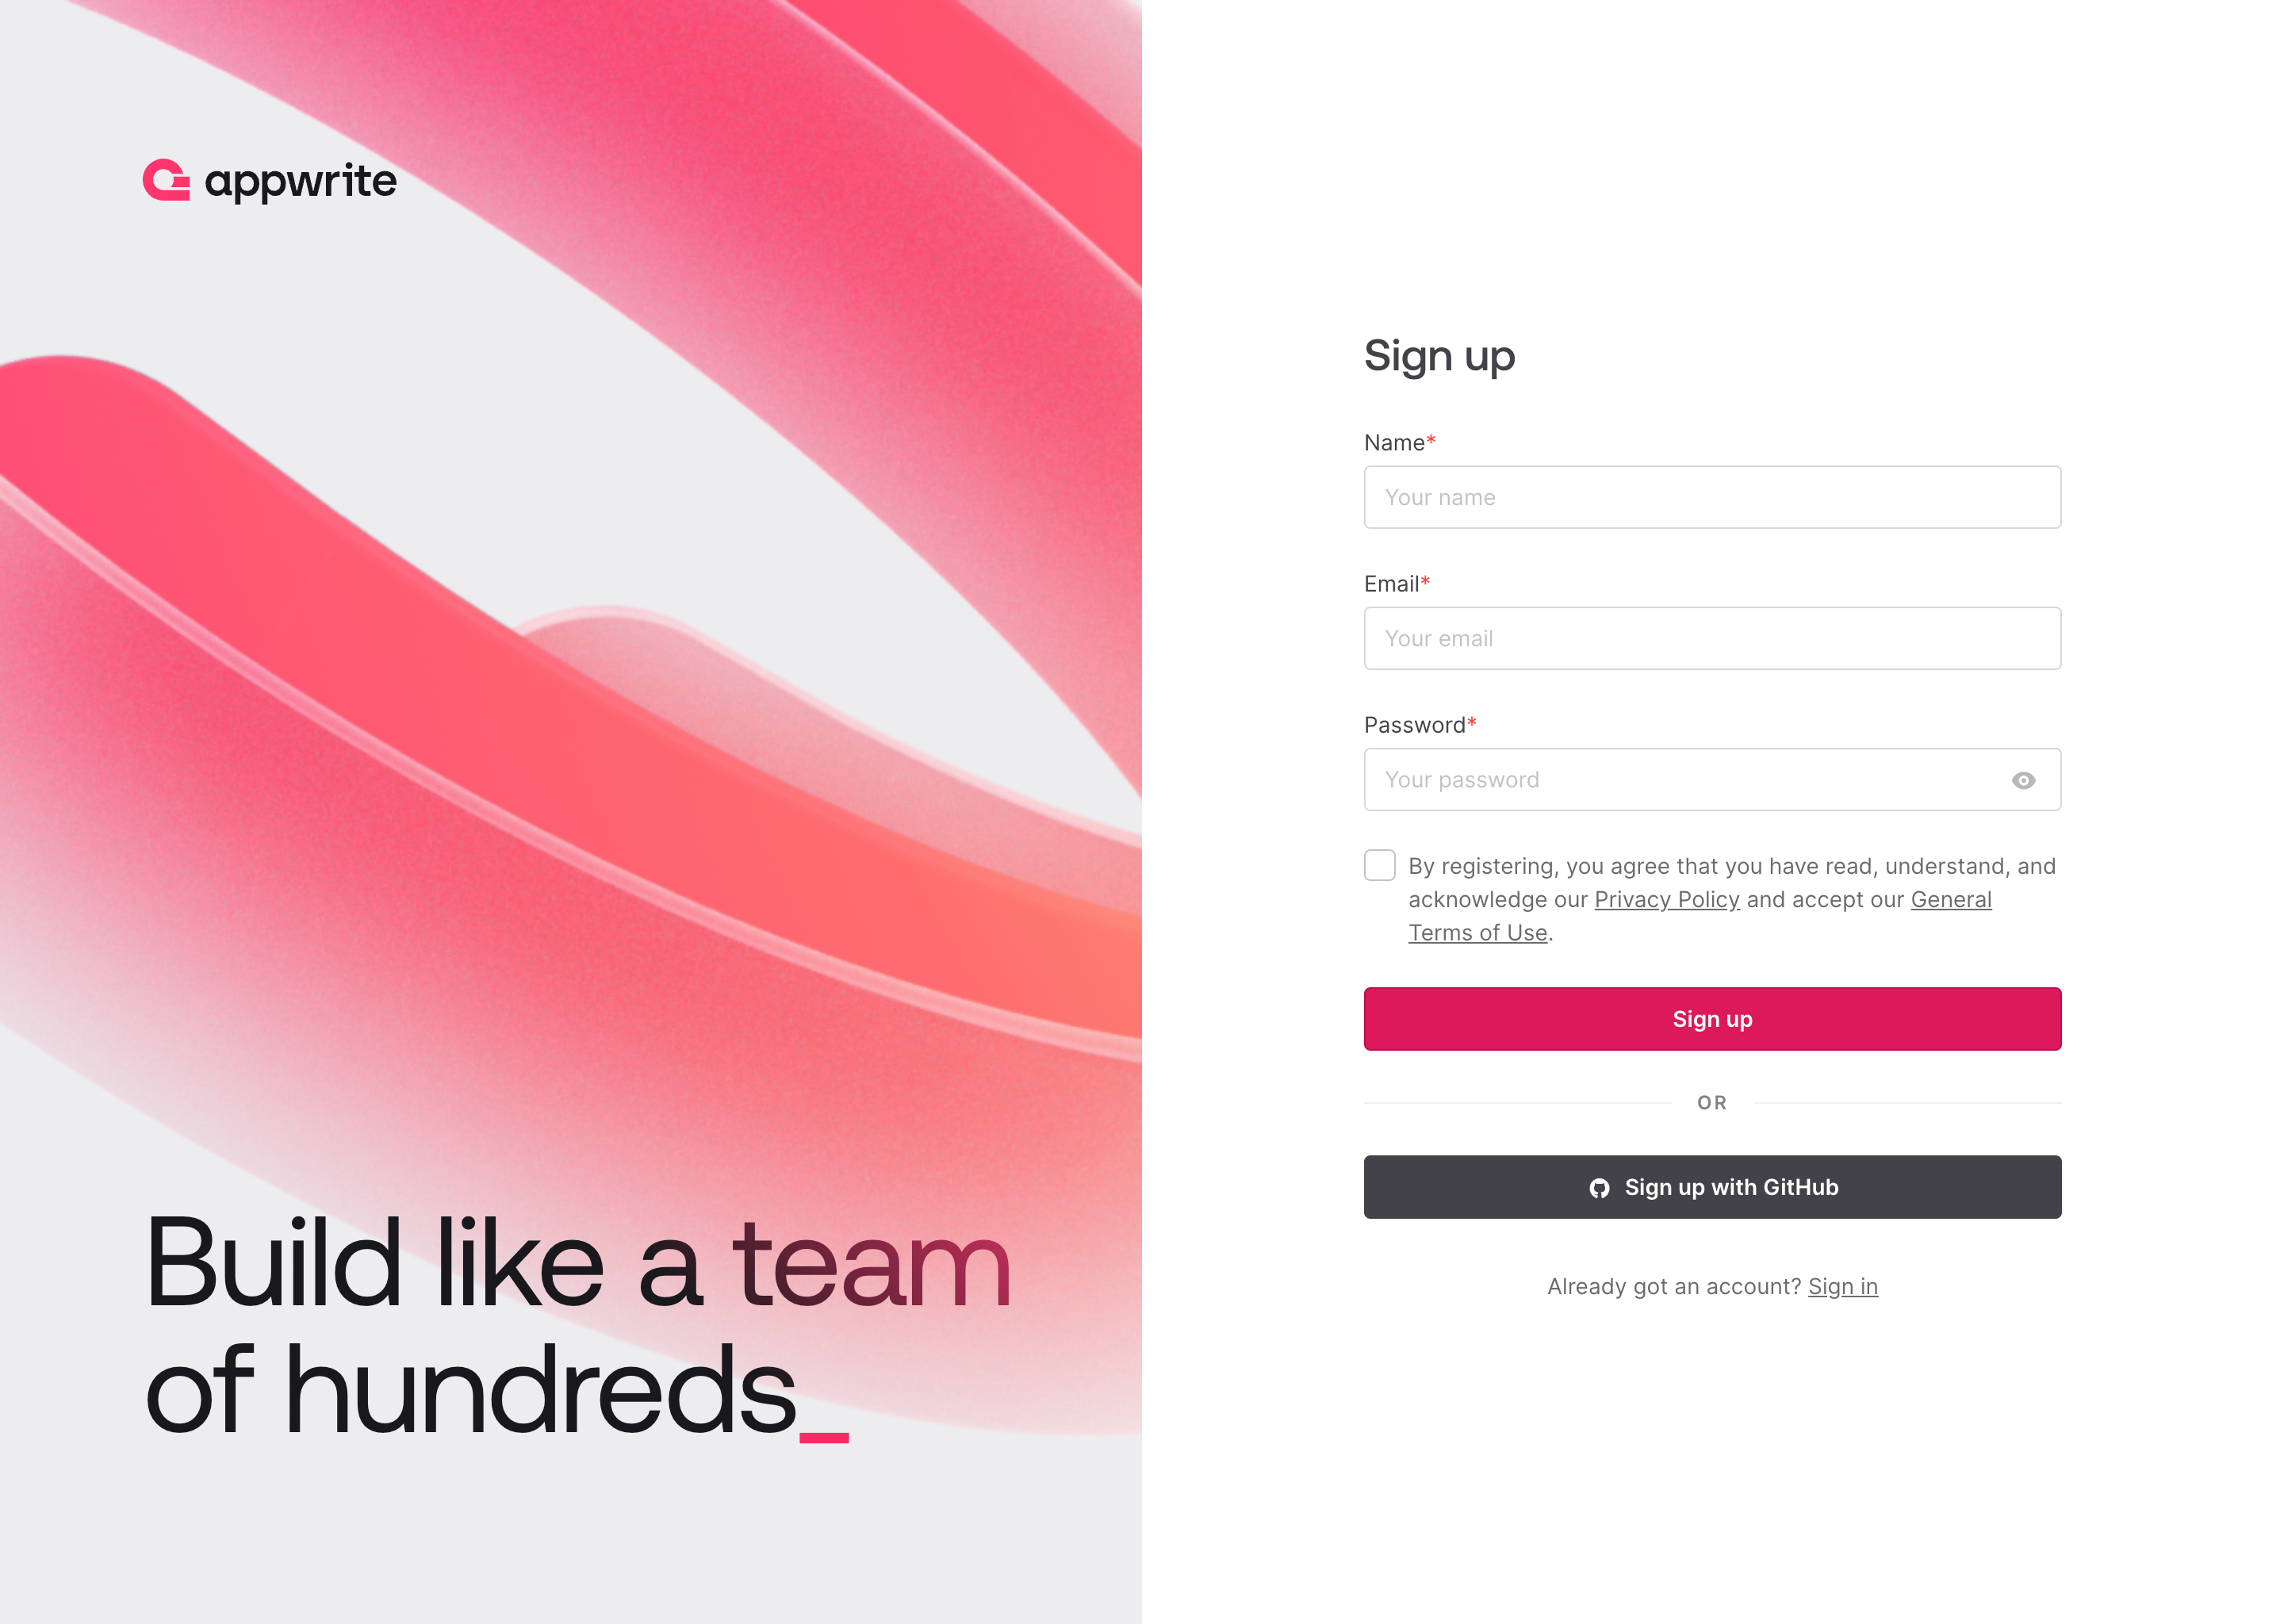 appwrite
Build like a team
of hundreds_
Sign up
Name*
Your name
Email*
Your email
Password*
Your password
By registering, you agree that you have read, understand, and
acknowledge our Privacy Policy and accept our General
Terms of Use.
Sign up
OR
Sign up with GitHub
Already got an account? Sign in